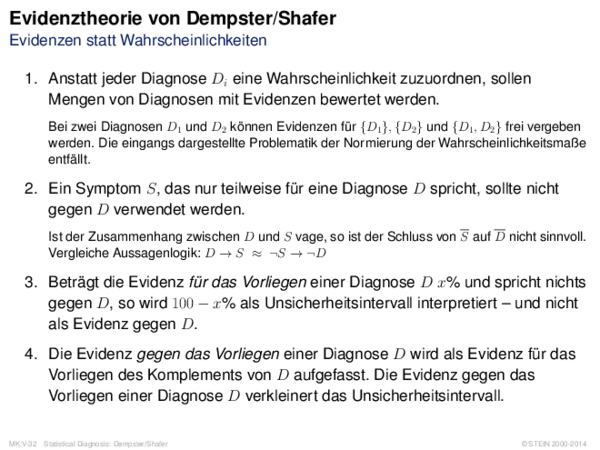 Evidenztheorie von Dempster/Shafer
Evidenzen statt Wahrscheinlichkeiten
1. Anstatt jeder Diagnose Dᵢ eine Wahrscheinlichkeit zuzuordnen, sollen
Mengen von Diagnosen mit Evidenzen bewertet werden.
Bei zwei Diagnosen D₁ und D₂ können Evidenzen für {D₁}, {D₂} und {D₁, D₂} frei vergeben
werden. Die eingangs dargestellte Problematik der Normierung der Wahrscheinlichkeitsmaße
entfällt.
2. Ein Symptom S, das nur teilweise für eine Diagnose D spricht, sollte nicht
gegen D verwendet werden.
Ist der Zusammenhang zwischen D und S vage, so ist der Schluss von S̅ auf D̅ nicht sinnvoll.
Vergleiche Aussagenlogik: D → S ≈ ¬S → ¬D
3. Beträgt die Evidenz für das Vorliegen einer Diagnose D x% und spricht nichts
gegen D, so wird 100 − x% als Unsicherheitsintervall interpretiert – und nicht
als Evidenz gegen D.
4. Die Evidenz gegen das Vorliegen einer Diagnose D wird als Evidenz für das
Vorliegen des Komplements von D aufgefasst. Die Evidenz gegen das
Vorliegen einer Diagnose D verkleinert das Unsicherheitsintervall.
MK:V-32 Statistical Diagnosis: Dempster/Shafer © STEIN 2000-2014